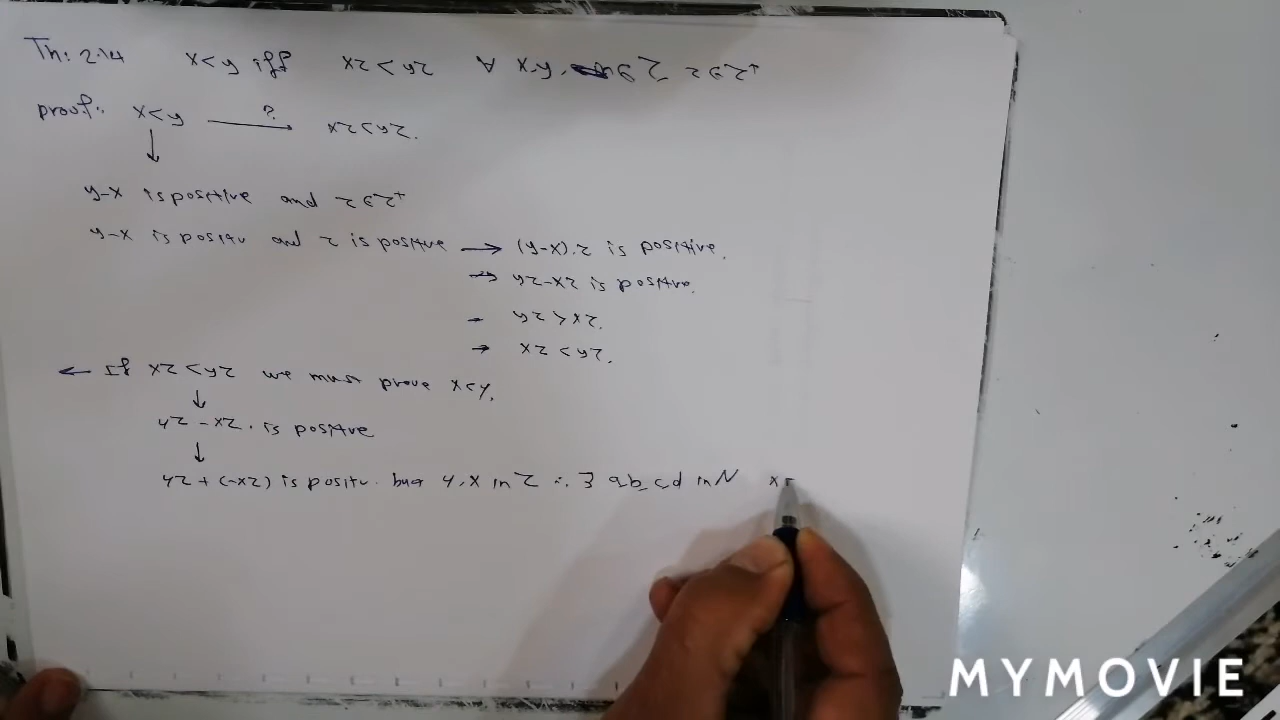 Th: 2.14 x<y iff xz < yz ∀ x,y ∈ Z z ∈ Z⁺
proof: x<y ⟶ ? xz<yz.
↓
y-x is positive and z ∈ Z⁺
y-x is positu and z is positive → (y-x).z is positive.
→ yz-xz is positive.
→ yz > xz.
→ xz < yz.
← If xz < yz we must prove x<y.
↓
yz - xz. is positve
↓
yz + (-xz) is positu. but y,x in Z ∴ ∃ a,b,c,d in N x=
MYMOVIE